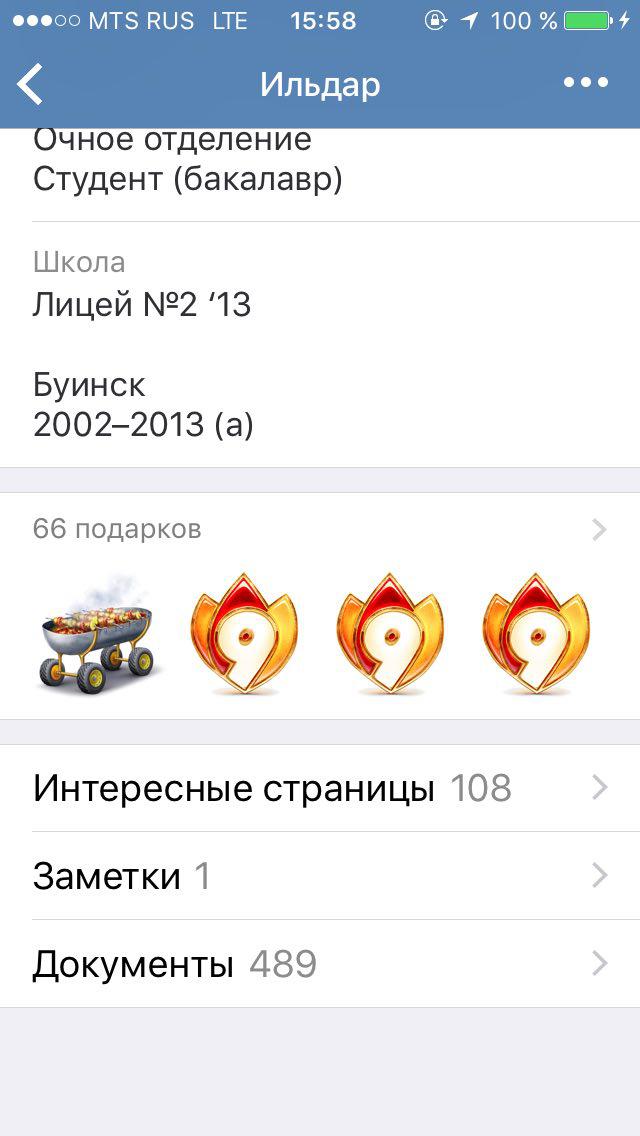 MTS RUS LTE 15:58 100 %
Ильдар
Очное отделение
Студент (бакалавр)
Школа
Лицей №2 ‘13
Буинск
2002–2013 (а)
66 подарков
9 9 9
Интересные страницы 108
Заметки 1
Документы 489